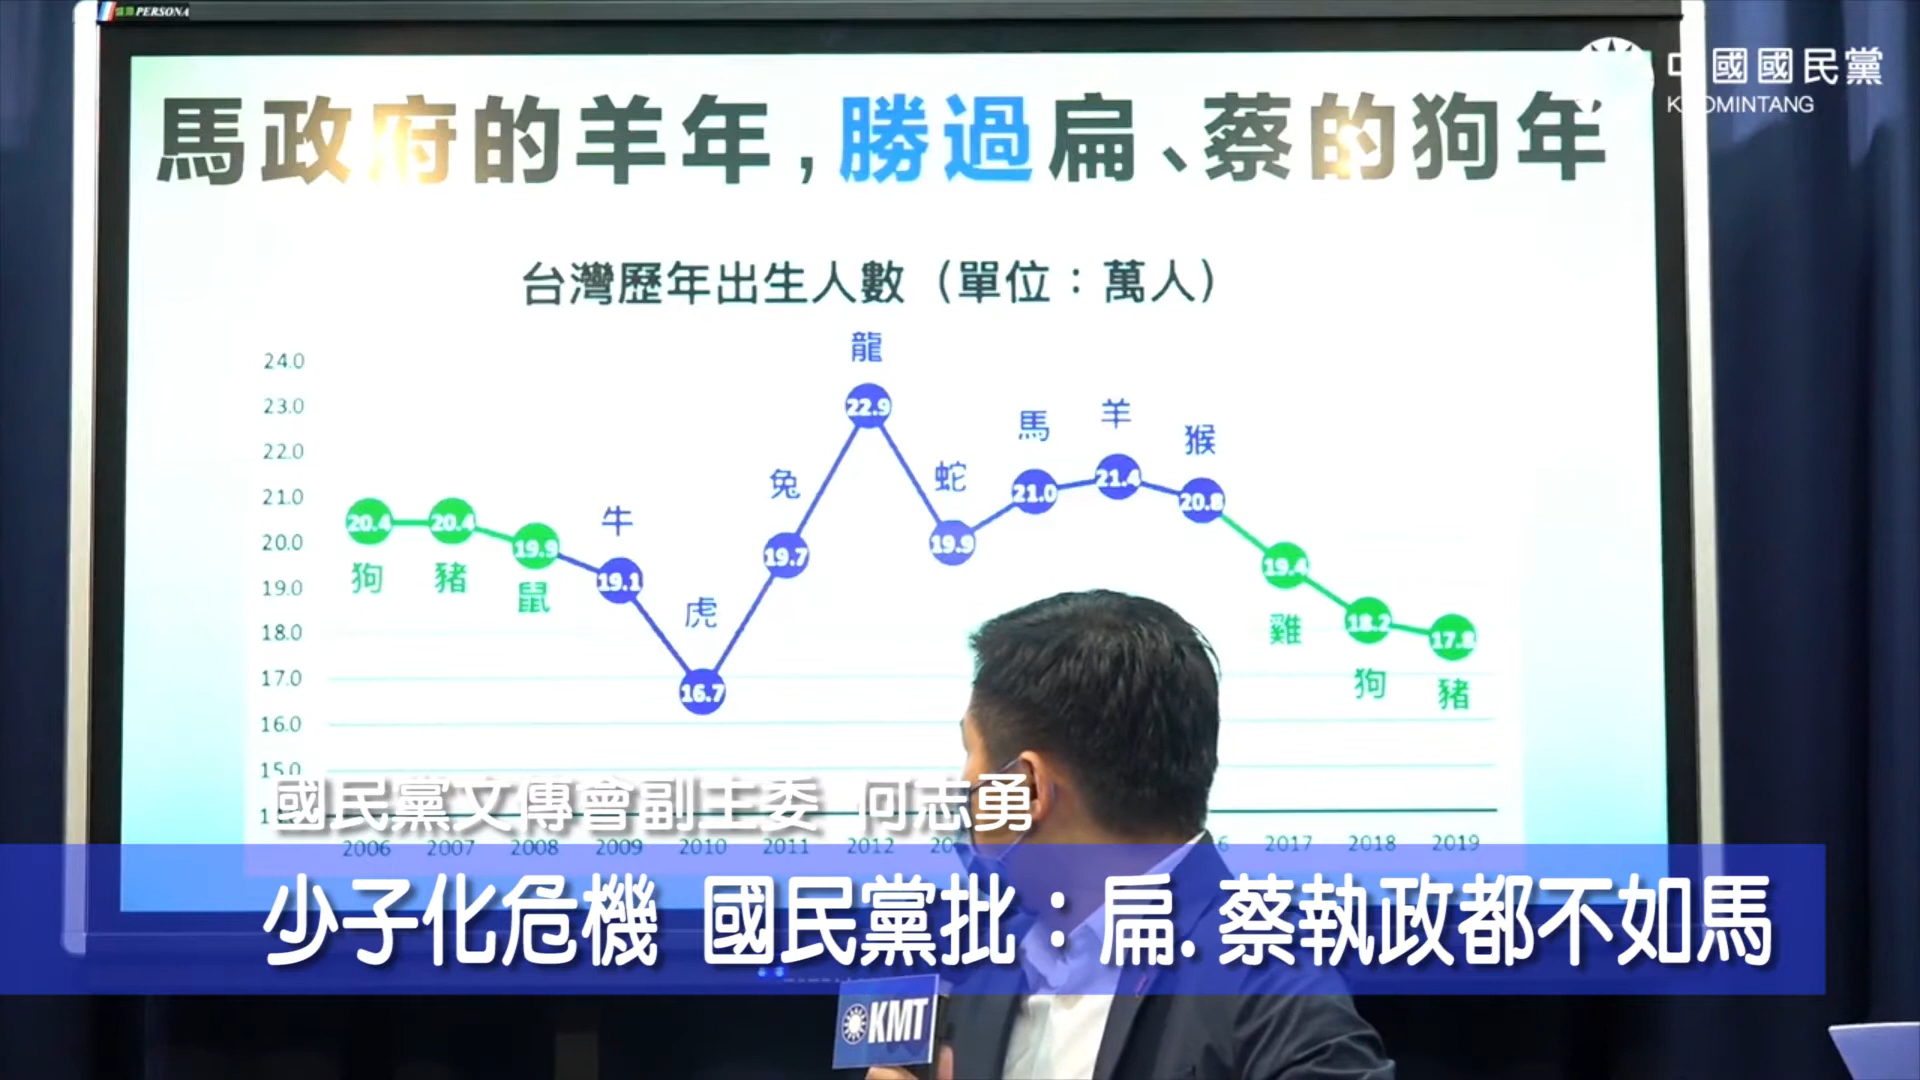 PERSONA
中國國民黨
KUOMINTANG
馬政府的羊年，勝過扁、蔡的狗年
台灣歷年出生人數（單位：萬人）
24.0
23.0
22.0
21.0
20.0
19.0
18.0
17.0
16.0
15.0
20.4 20.4 19.9 19.1 16.7 19.7 22.9 19.9 21.0 21.4 20.8 19.4 18.2 17.8
狗 豬 鼠 牛 虎 兔 龍 蛇 馬 羊 猴 雞 狗 豬
2006 2007 2008 2009 2010 2011 2012 2017 2018 2019
國民黨文傳會副主委 何志勇
少子化危機 國民黨批：扁.蔡執政都不如馬
KMT